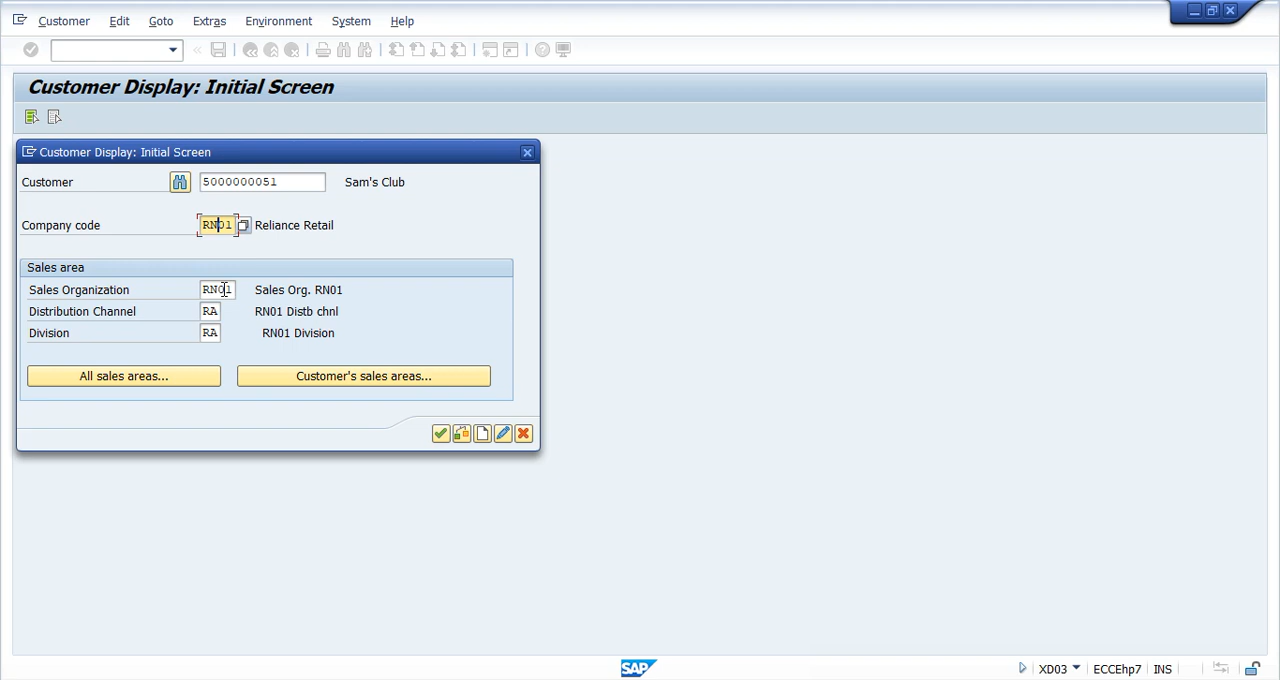 Customer Edit Goto Extras Environment System Help
Customer Display: Initial Screen
Customer Display: Initial Screen
Customer 5000000051 Sam's Club
Company code RN01 Reliance Retail
Sales area
Sales Organization RN01 Sales Org. RN01
Distribution Channel RA RN01 Distb chnl
Division RA RN01 Division
All sales areas... Customer's sales areas...
SAP XD03 ECCEhp7 INS